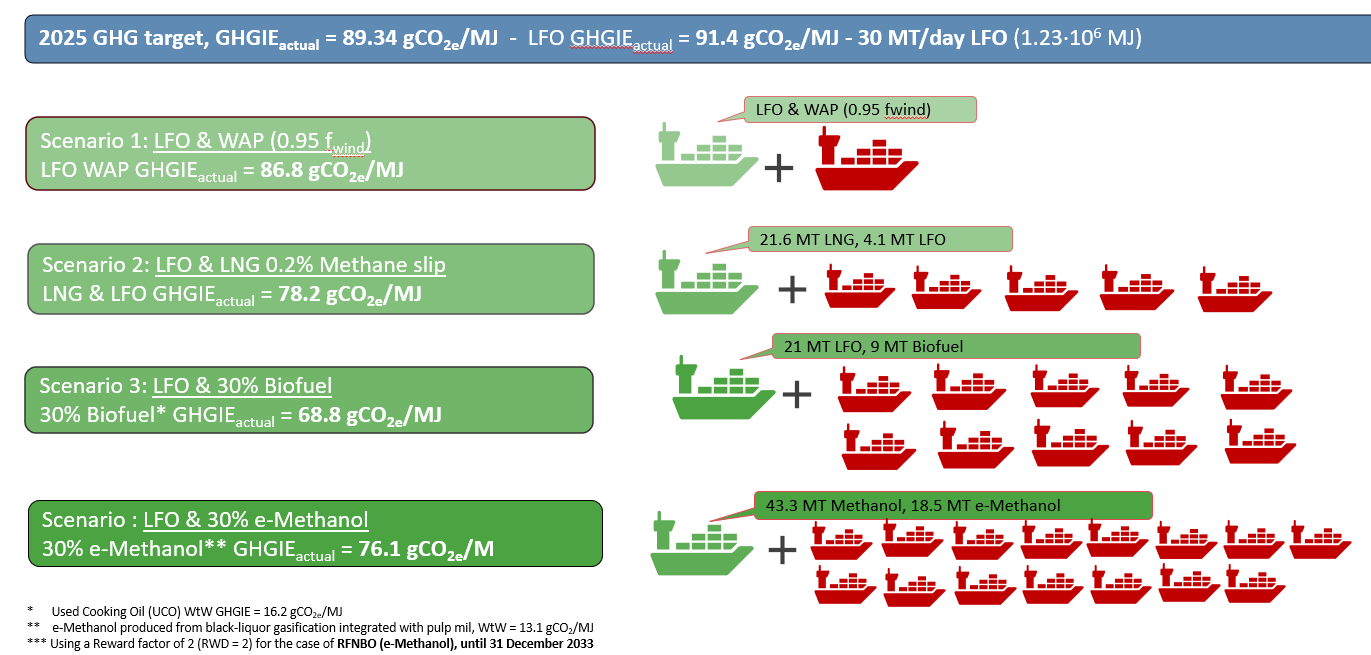 2025 GHG target, GHGIEactual = 89.34 gCO2e/MJ - LFO GHGIEactual = 91.4 gCO2e/MJ - 30 MT/day LFO (1.23·10⁶ MJ)
Scenario 1: LFO & WAP (0.95 fwind)
LFO WAP GHGIEactual = 86.8 gCO2e/MJ
LFO & WAP (0.95 fwind)
Scenario 2: LFO & LNG 0.2% Methane slip
LNG & LFO GHGIEactual = 78.2 gCO2e/MJ
21.6 MT LNG, 4.1 MT LFO
Scenario 3: LFO & 30% Biofuel
30% Biofuel* GHGIEactual = 68.8 gCO2e/MJ
21 MT LFO, 9 MT Biofuel
Scenario : LFO & 30% e-Methanol
30% e-Methanol** GHGIEactual = 76.1 gCO2e/M
43.3 MT Methanol, 18.5 MT e-Methanol
* Used Cooking Oil (UCO) WtW GHGIE = 16.2 gCO2e/MJ
** e-Methanol produced from black-liquor gasification integrated with pulp mil, WtW = 13.1 gCO2/MJ
*** Using a Reward factor of 2 (RWD = 2) for the case of RFNBO (e-Methanol), until 31 December 2033